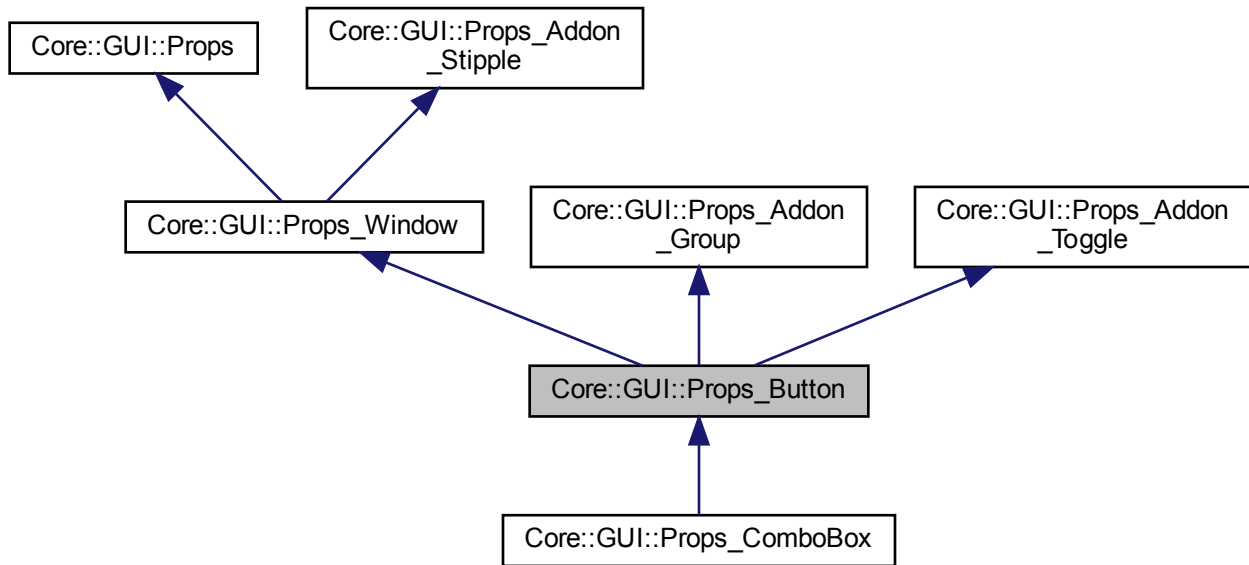 Core::GUI::Props
Core::GUI::Props_Addon
_Stipple
Core::GUI::Props_Window
Core::GUI::Props_Addon
_Group
Core::GUI::Props_Addon
_Toggle
Core::GUI::Props_Button
Core::GUI::Props_ComboBox